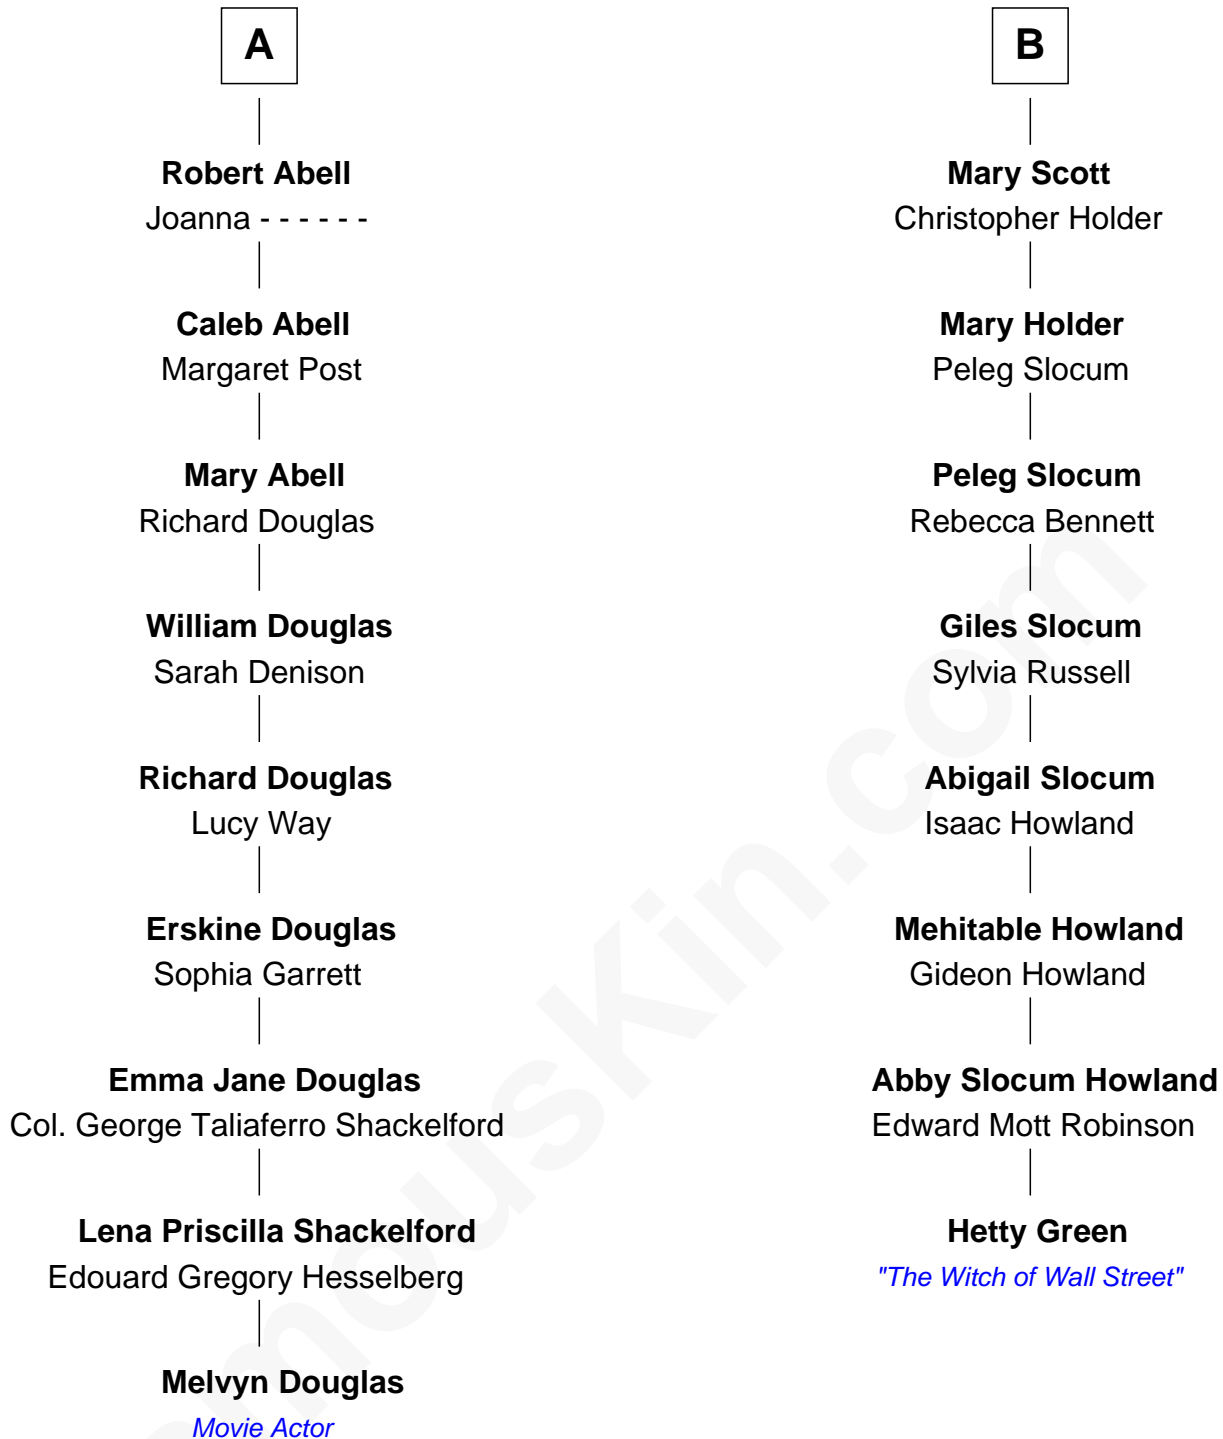 A
Robert Abell
Joanna - - - - - -
Caleb Abell
Margaret Post
Mary Abell
Richard Douglas
William Douglas
Sarah Denison
Richard Douglas
Lucy Way
Erskine Douglas
Sophia Garrett
Emma Jane Douglas
Col. George Taliaferro Shackelford
Lena Priscilla Shackelford
Edouard Gregory Hesselberg
Melvyn Douglas
Movie Actor
B
Mary Scott
Christopher Holder
Mary Holder
Peleg Slocum
Peleg Slocum
Rebecca Bennett
Giles Slocum
Sylvia Russell
Abigail Slocum
Isaac Howland
Mehitable Howland
Gideon Howland
Abby Slocum Howland
Edward Mott Robinson
Hetty Green
"The Witch of Wall Street"
mousKin.com